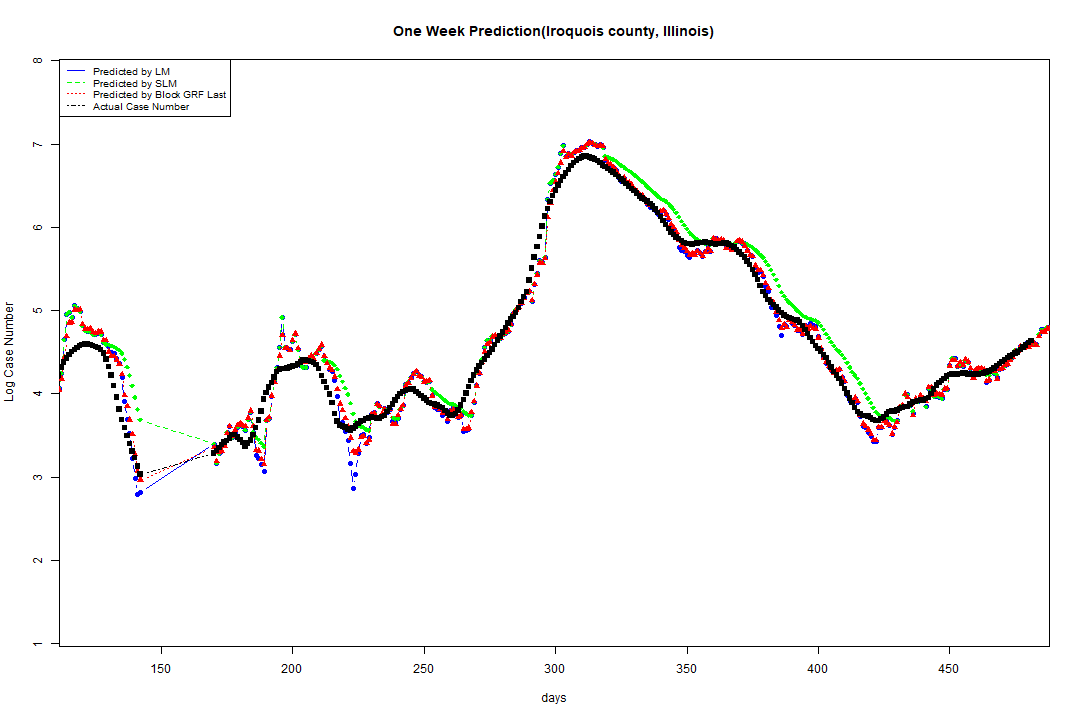 One Week Prediction(Iroquois county, Illinois)
Predicted by LM
Predicted by SLM
Predicted by Block GRF Last
Actual Case Number
Log Case Number
8
7
6
5
4
3
2
1
150 200 250 300 350 400 450
days